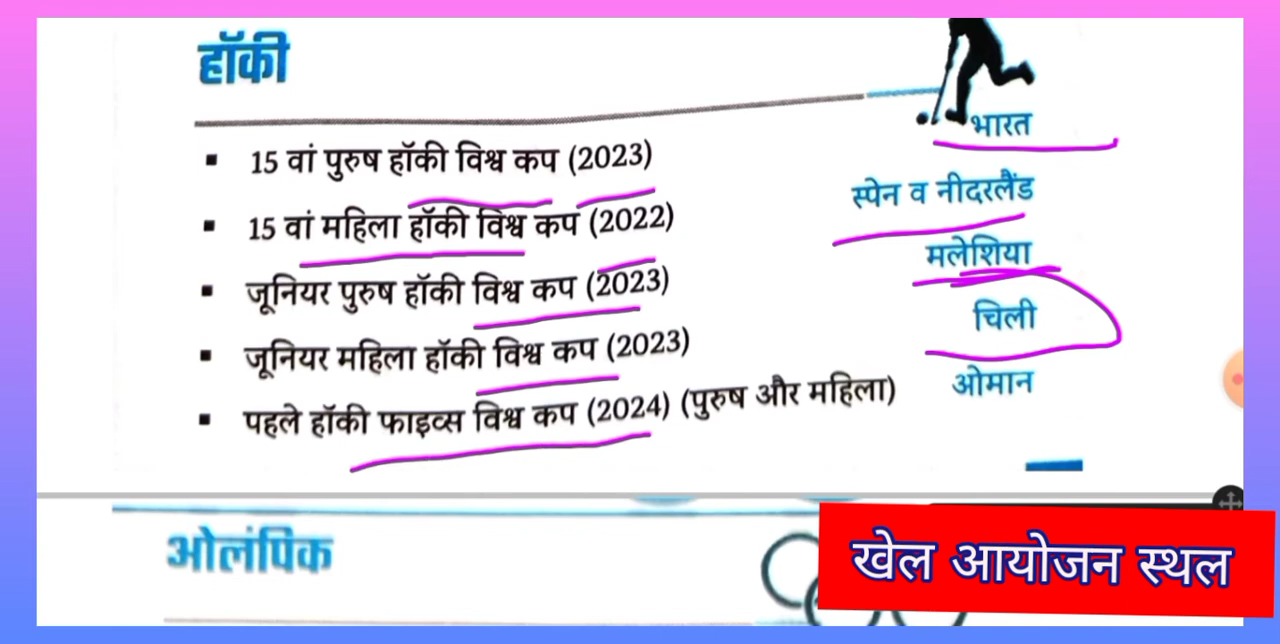 हॉकी
▪ 15 वां पुरुष हॉकी विश्व कप (2023) भारत
▪ 15 वां महिला हॉकी विश्व कप (2022) स्पेन व नीदरलैंड
▪ जूनियर पुरुष हॉकी विश्व कप (2023) मलेशिया
▪ जूनियर महिला हॉकी विश्व कप (2023) चिली
▪ पहले हॉकी फाइव्स विश्व कप (2024) (पुरुष और महिला) ओमान
ओलंपिक
खेल आयोजन स्थल